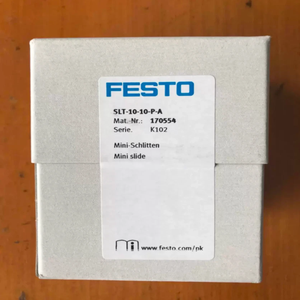 FESTO
SLT-10-10-P-A
Mat.-Nr.: 170554
Serie. K102
Mini-Schlitten
Mini slide
www.festo.com/pk